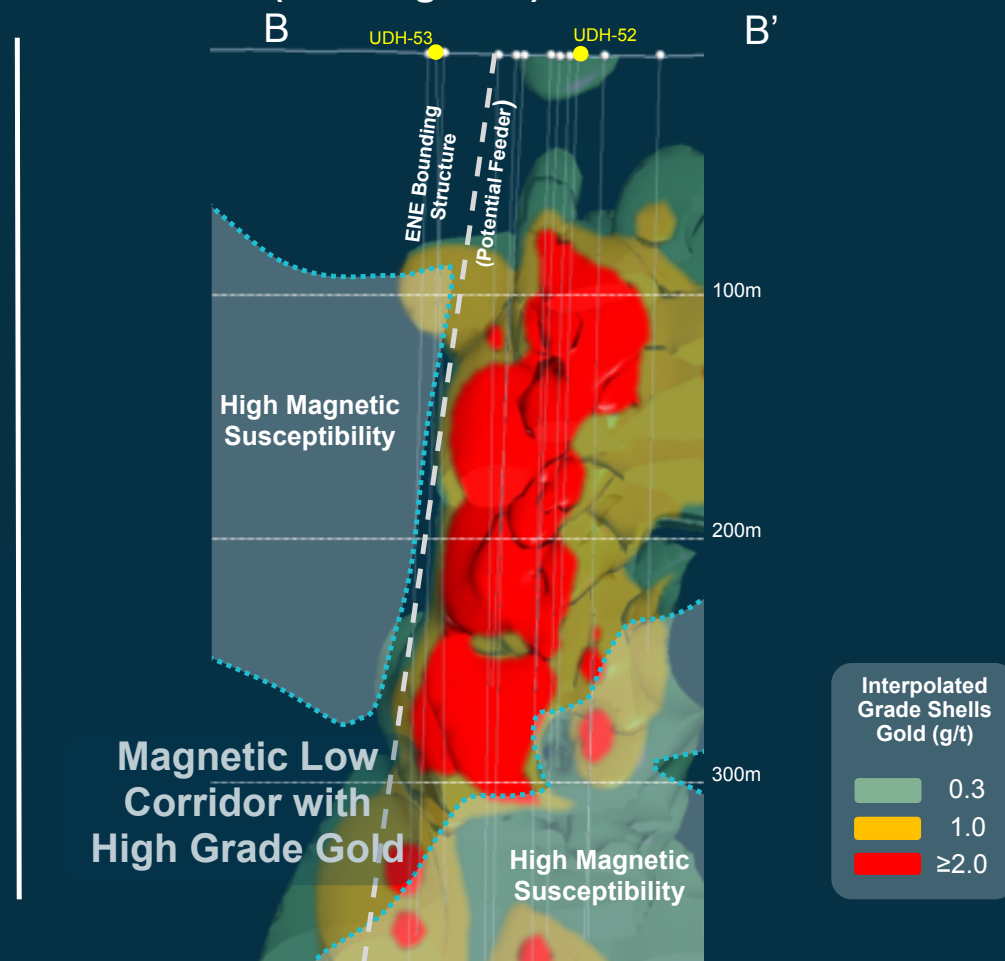 B
B’
UDH-53
UDH-52
ENE Bounding
Structure
(Potential Feeder)
100m
High Magnetic
Susceptibility
200m
300m
Magnetic Low
Corridor with
High Grade Gold
High Magnetic
Susceptibility
Interpolated
Grade Shells
Gold (g/t)
0.3
1.0
≥2.0